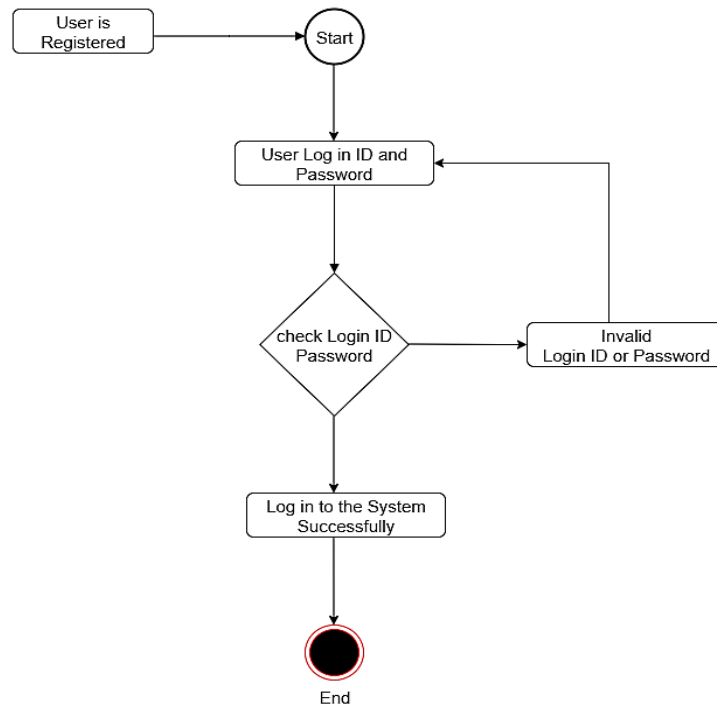 User is
Registered
Start
User Log in ID and
Password
check Login ID
Password
Invalid
Login ID or Password
Log in to the System
Successfully
End